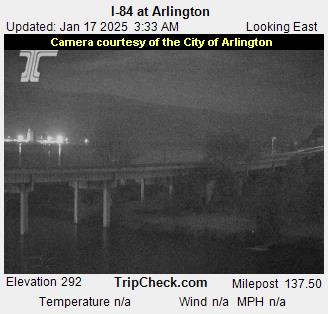 I-84 at Arlington
Updated: Jan 17 2025 3:33 AM Looking East
Camera courtesy of the City of Arlington
Elevation 292 TripCheck.com Milepost 137.50
Temperature n/a Wind n/a MPH n/a